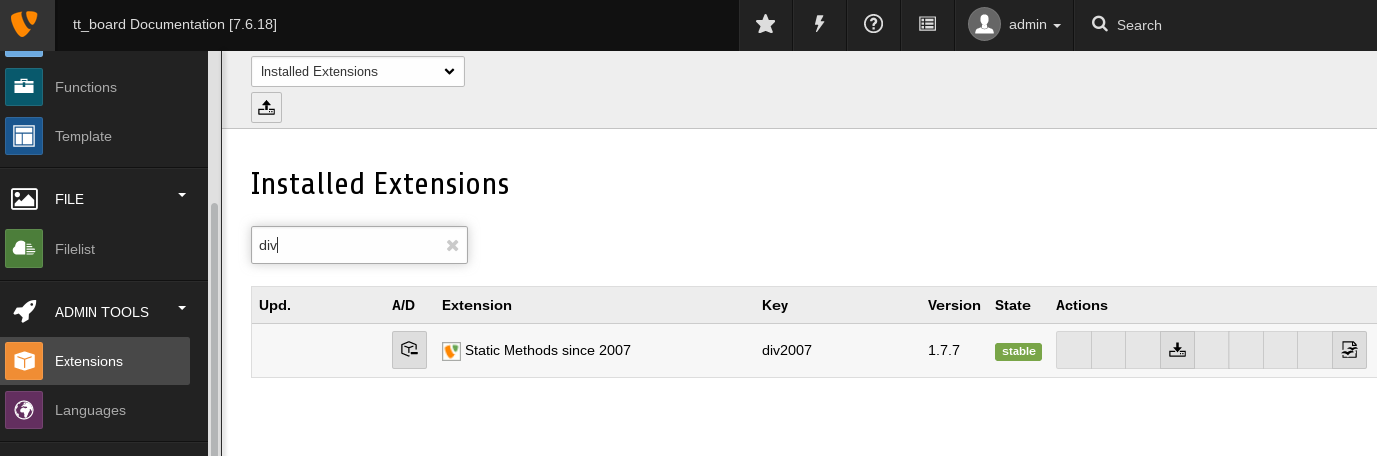 tt_board Documentation [7.6.18]
admin
Search
Functions
Template
FILE
Filelist
ADMIN TOOLS
Extensions
Languages
Installed Extensions
Installed Extensions
div
Upd. A/D Extension Key Version State Actions
Static Methods since 2007 div2007 1.7.7 stable